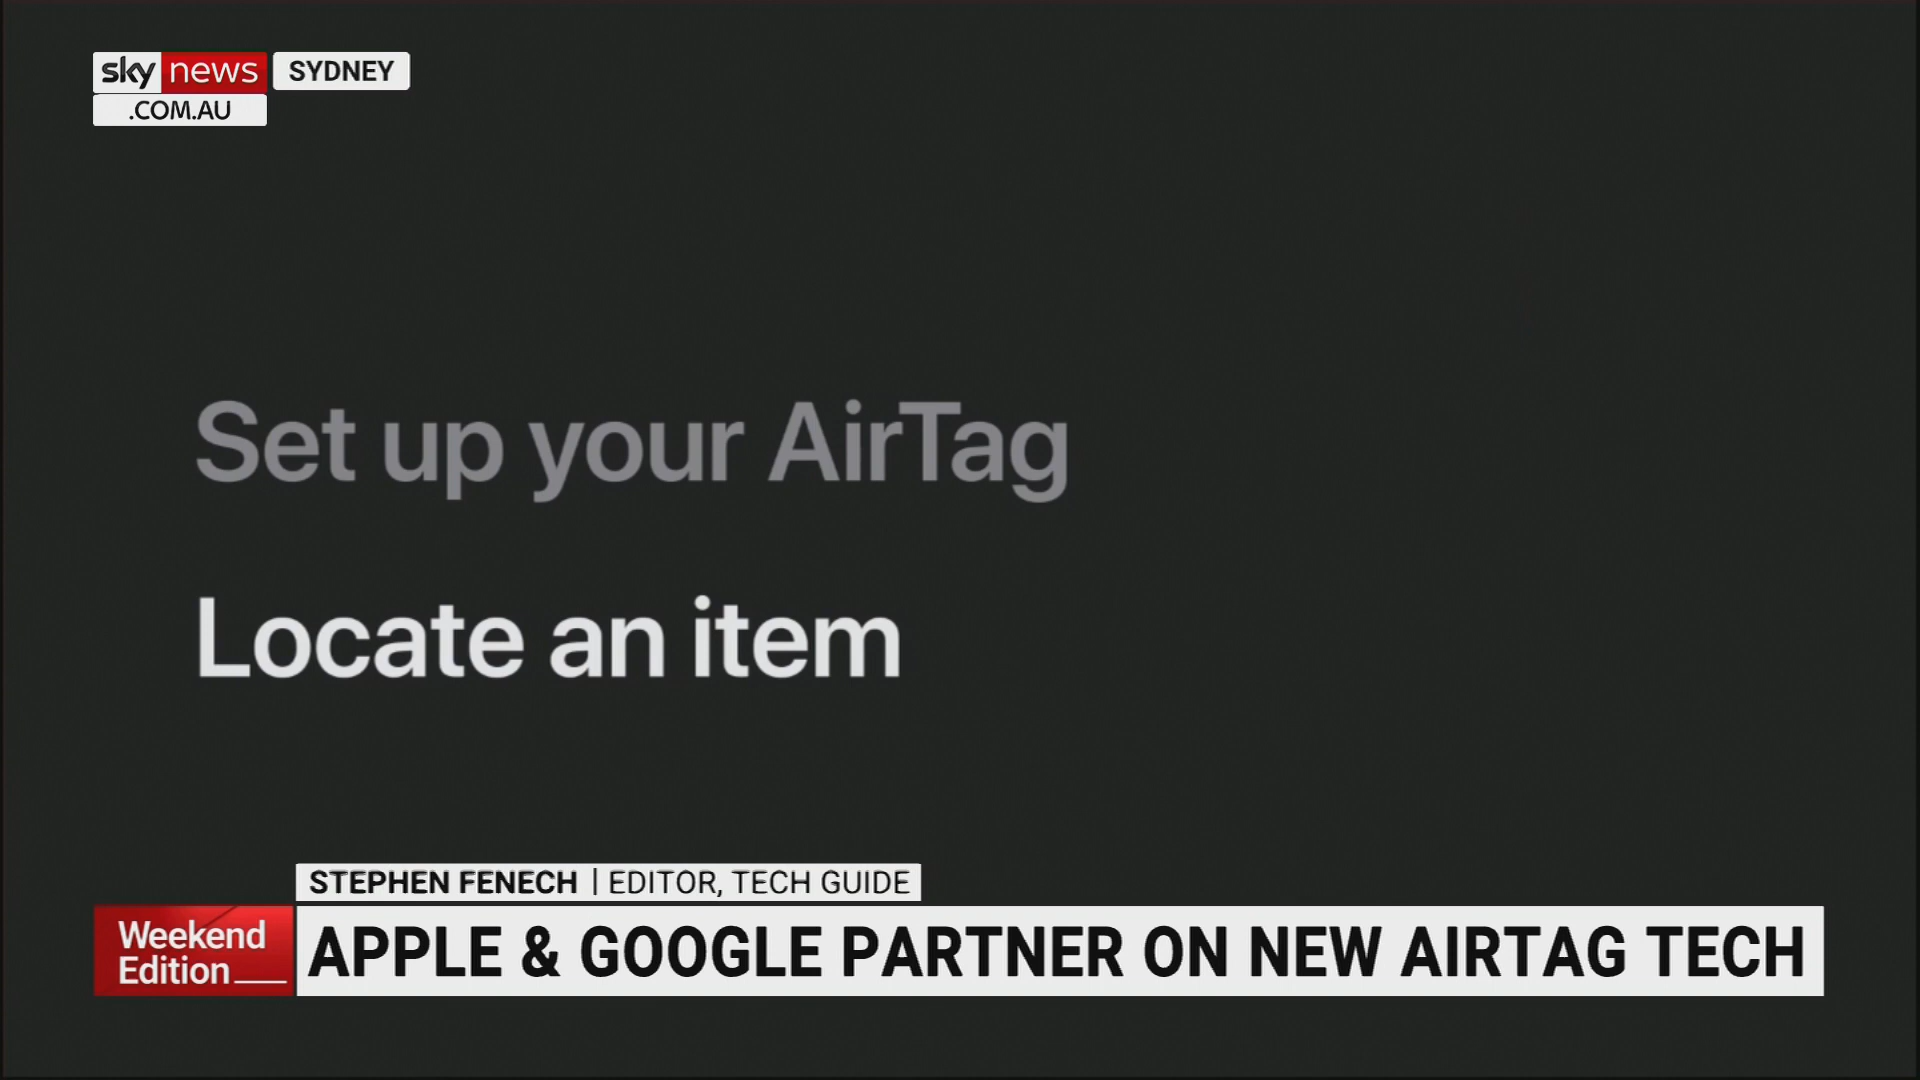 sky news SYDNEY
.COM.AU
Set up your AirTag
Locate an item
STEPHEN FENECH | EDITOR, TECH GUIDE
Weekend
Edition
APPLE & GOOGLE PARTNER ON NEW AIRTAG TECH